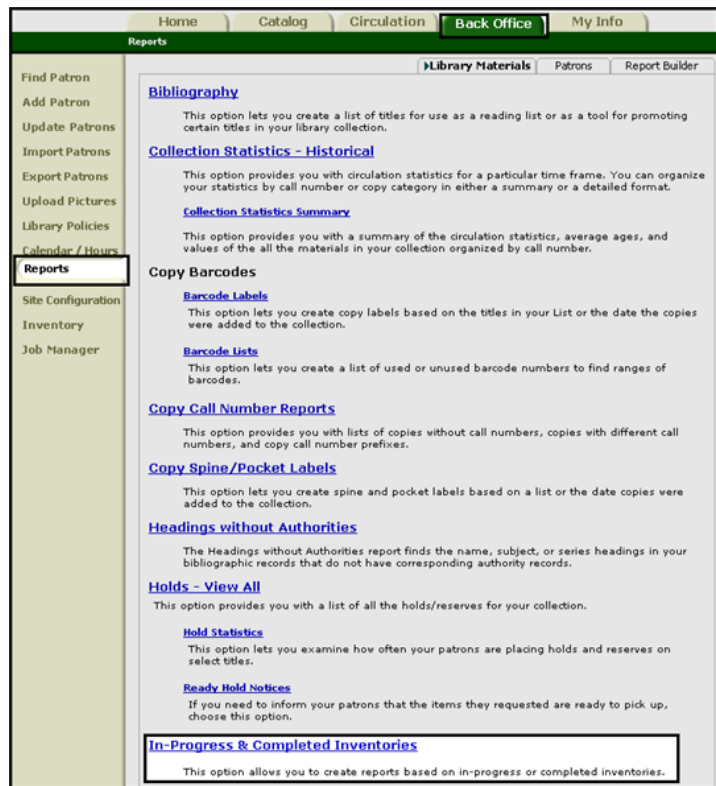 Home Catalog Circulation Back Office My Info
Reports
Library Materials Patrons Report Builder
Find Patron
Add Patron
Update Patrons
Import Patrons
Export Patrons
Upload Pictures
Library Policies
Calendar / Hours
Reports
Site Configuration
Inventory
Job Manager
Bibliography
This option lets you create a list of titles for use as a reading list or as a tool for promoting
certain titles in your library collection.
Collection Statistics - Historical
This option provides you with circulation statistics for a particular time frame. You can organize
your statistics by call number or copy category in either a summary or a detailed format.
Collection Statistics Summary
This option provides you with a summary of the circulation statistics, average ages, and
values of the all the materials in your collection organized by call number.
Copy Barcodes
Barcode Labels
This option lets you create copy labels based on the titles in your List or the date the copies
were added to the collection.
Barcode Lists
This option lets you create a list of used or unused barcode numbers to find ranges of
barcodes.
Copy Call Number Reports
This option provides you with lists of copies without call numbers, copies with different call
numbers, and copy call number prefixes.
Copy Spine/Pocket Labels
This option lets you create spine and pocket labels based on a list or the date copies were
added to the collection.
Headings without Authorities
The Headings without Authorities report finds the name, subject, or series headings in your
bibliographic records that do not have corresponding authority records.
Holds - View All
This option provides you with a list of all the holds/reserves for your collection.
Hold Statistics
This option lets you examine how often your patrons are placing holds and reserves on
select titles.
Ready Hold Notices
If you need to inform your patrons that the items they requested are ready to pick up,
choose this option.
In-Progress & Completed Inventories
This option allows you to create reports based on in-progress or completed inventories.